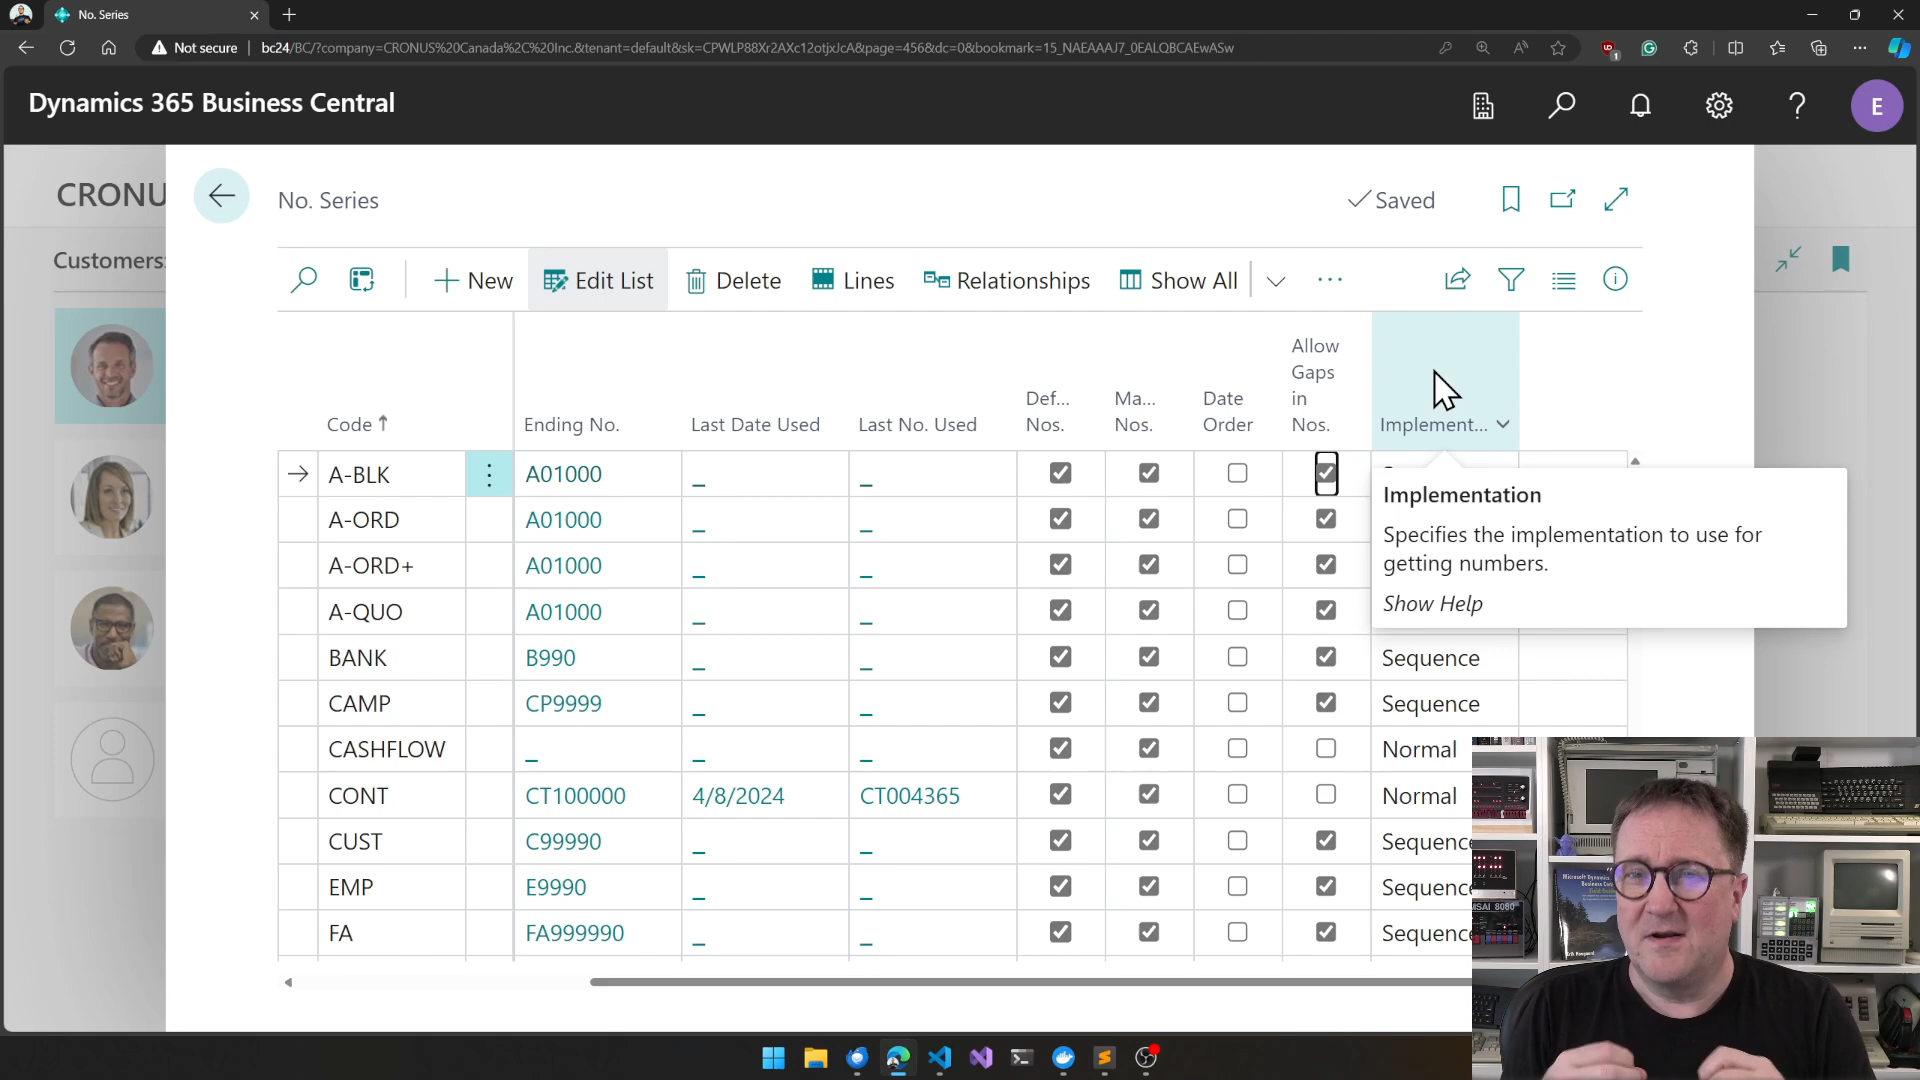 No. Series
Not secure
bc24/BC/?company=CRONUS%20Canada%2C%20Inc.&tenant=default&sk=CPWLP88Xr2AXc12otjxJcA&page=456&dc=0&bookmark=15_NAEAAAJ7_0EALQBCAEwASw
Dynamics 365 Business Central
E
CRONU
Customers:
No. Series
Saved
New
Edit List
Delete
Lines
Relationships
Show All
Code
Ending No.
Last Date Used
Last No. Used
Def... Nos.
Ma... Nos.
Date Order
Allow Gaps in Nos.
Implement...
A-BLK A01000 _ _
A-ORD A01000 _ _
A-ORD+ A01000 _ _
A-QUO A01000 _ _
BANK B990 _ _ Sequence
CAMP CP9999 _ _ Sequence
CASHFLOW _ _ _ Normal
CONT CT100000 4/8/2024 CT004365 Normal
CUST C99990 _ _ Sequenc
EMP E9990 _ _ Sequenc
FA FA999990 _ _ Sequenc
Implementation
Specifies the implementation to use for
getting numbers.
Show Help